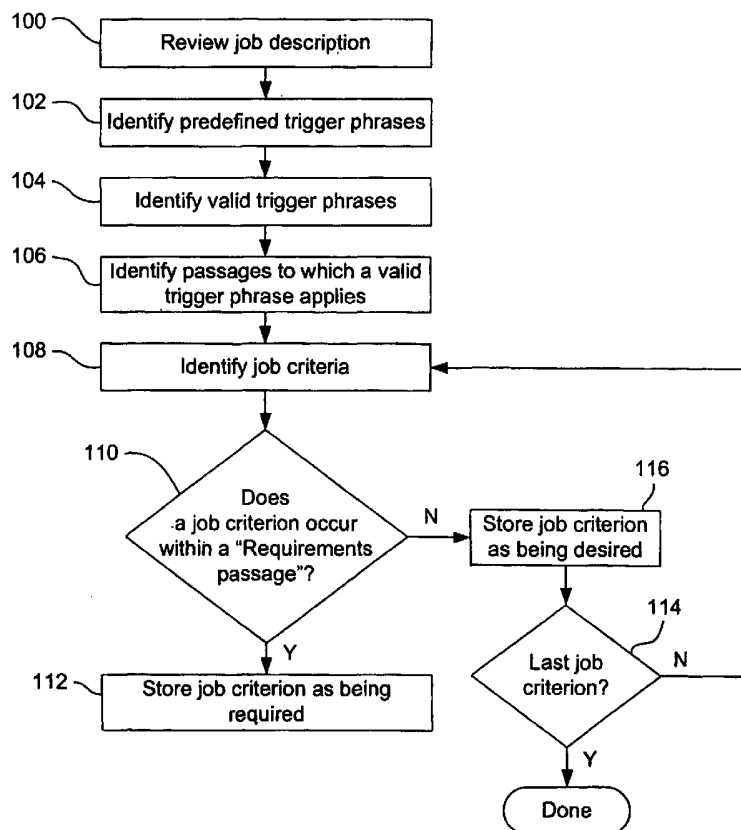 100
Review job description
102
Identify predefined trigger phrases
104
Identify valid trigger phrases
106
Identify passages to which a valid
trigger phrase applies
108
Identify job criteria
110
Does
a job criterion occur
within a “Requirements
passage”?
N
116
Store job criterion
as being desired
Y
112
Store job criterion as being
required
114
Last job
criterion?
N
Y
Done